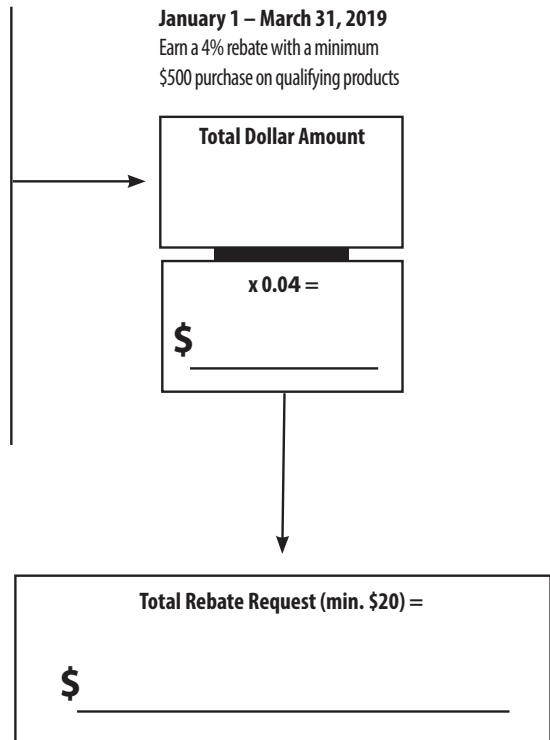 January 1 – March 31, 2019
Earn a 4% rebate with a minimum
$500 purchase on qualifying products
Total Dollar Amount
x 0.04 =
$
Total Rebate Request (min. $20) =
$